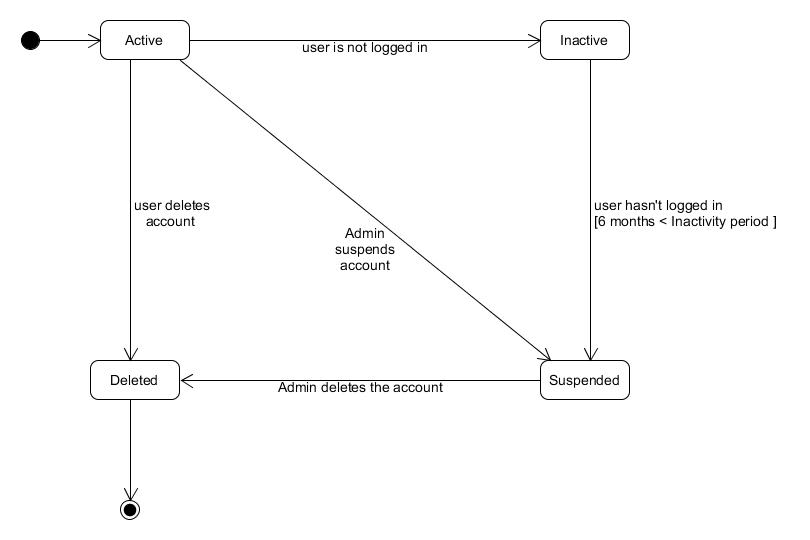 Active
user is not logged in
Inactive
user deletes
account
Admin
suspends
account
user hasn't logged in
[6 months < Inactivity period ]
Deleted
Admin deletes the account
Suspended